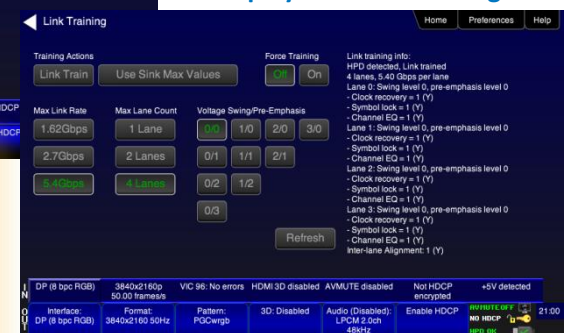 Link Training
Home
Preferences
Help
Training Actions
Link Train
Use Sink Max Values
Force Training
Off
On
Max Link Rate
1.62Gbps
2.7Gbps
5.4Gbps
Max Lane Count
1 Lane
2 Lanes
4 Lanes
Voltage Swing/Pre-Emphasis
0/0 1/0 2/0 3/0
0/1 1/1 2/1
0/2 1/2
0/3
Refresh
Link training info:
HPD detected, Link trained
4 lanes, 5.40 Gbps per lane
Lane 0: Swing level 0, pre-emphasis level 0
- Clock recovery = 1 (Y)
- Symbol lock = 1 (Y)
- Channel EQ = 1 (Y)
Lane 1: Swing level 0, pre-emphasis level 0
- Clock recovery = 1 (Y)
- Symbol lock = 1 (Y)
- Channel EQ = 1 (Y)
Lane 2: Swing level 0, pre-emphasis level 0
- Clock recovery = 1 (Y)
- Symbol lock = 1 (Y)
- Channel EQ = 1 (Y)
Lane 3: Swing level 0, pre-emphasis level 0
- Clock recovery = 1 (Y)
- Symbol lock = 1 (Y)
- Channel EQ = 1 (Y)
Inter-lane Alignment: 1 (Y)
HDCP
HDCP
IN
DP (8 bpc RGB)
3840x2160p
50.00 frames/s
VIC 96: No errors
HDMI 3D disabled
AVMUTE disabled
Not HDCP
encrypted
+5V detected
OUT
Interface:
DP (8 bpc RGB)
Format:
3840x2160 50Hz
Pattern:
PGCwrgb
3D: Disabled
Audio (Disabled):
LPCM 2.0ch
48kHz
Enable HDCP
AVMUTE OFF
NO HDCP
HPD OK
21:00